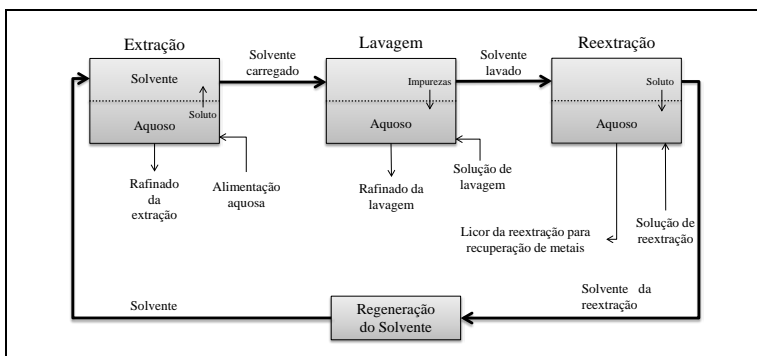 Extração
Solvente
carregado
Lavagem
Solvente
lavado
Reextração
Solvente
Soluto
Aquoso
Impurezas
Aquoso
Soluto
Aquoso
Rafinado
da
extração
Alimentação
aquosa
Rafinado da
lavagem
Solução de
lavagem
Licor da reextração para
recuperação de metais
Solução de
reextração
Solvente
Regeneração
do Solvente
Solvente da
reextração